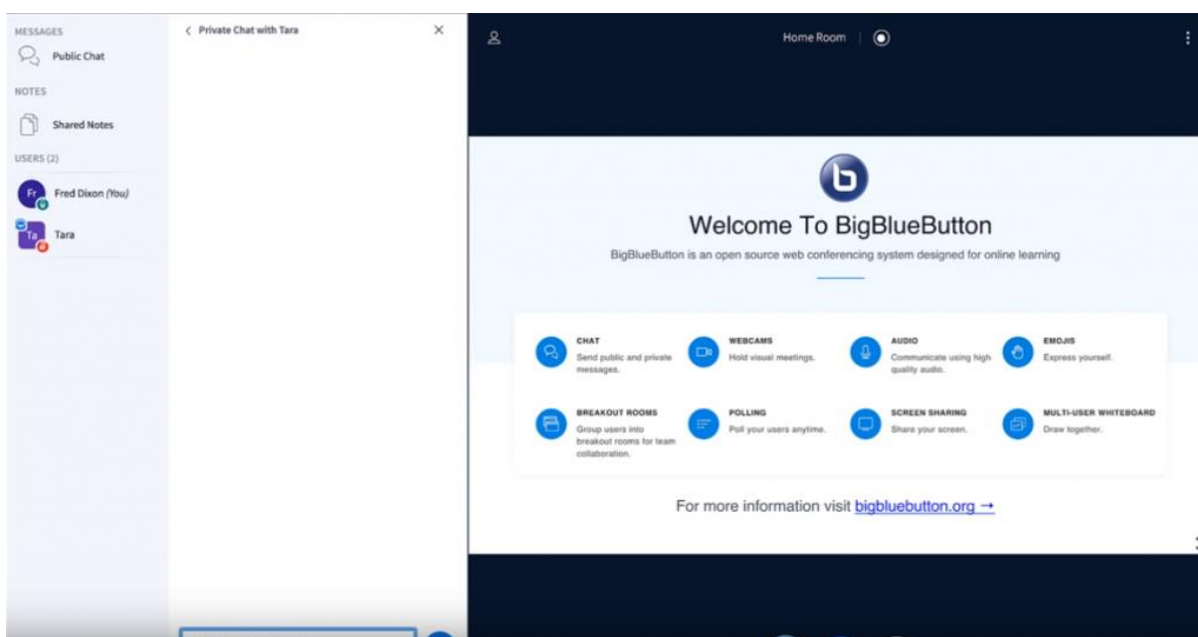 MESSAGES
Public Chat
NOTES
Shared Notes
USERS (2)
Fr
Fred Dixon (You)
Ta
Tara
Private Chat with Tara
Home Room
b
Welcome To BigBlueButton
BigBlueButton is an open source web conferencing system designed for online learning
CHAT
Send public and private
messages.
WEBCAMS
Hold visual meetings.
AUDIO
Communicate using high
quality audio.
EMOJIS
Express yourself.
BREAKOUT ROOMS
Group users into
breakout rooms for team
collaboration.
POLLING
Poll your users anytime.
SCREEN SHARING
Share your screen.
MULTI-USER WHITEBOARD
Draw together.
For more information visit bigbluebutton.org →